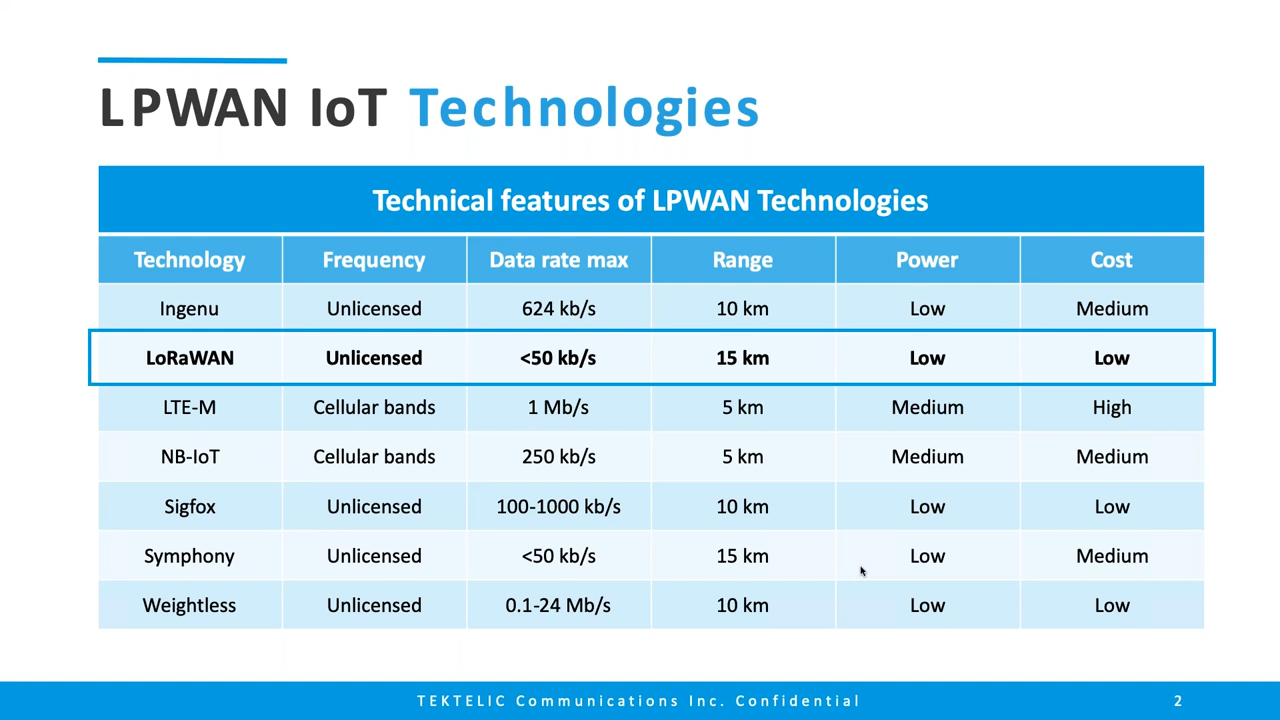 LPWAN IoT Technologies
Technical features of LPWAN Technologies
Technology Frequency Data rate max Range Power Cost
Ingenu Unlicensed 624 kb/s 10 km Low Medium
LoRaWAN Unlicensed <50 kb/s 15 km Low Low
LTE-M Cellular bands 1 Mb/s 5 km Medium High
NB-IoT Cellular bands 250 kb/s 5 km Medium Medium
Sigfox Unlicensed 100-1000 kb/s 10 km Low Low
Symphony Unlicensed <50 kb/s 15 km Low Medium
Weightless Unlicensed 0.1-24 Mb/s 10 km Low Low
TEKTELIC Communications Inc. Confidential 2